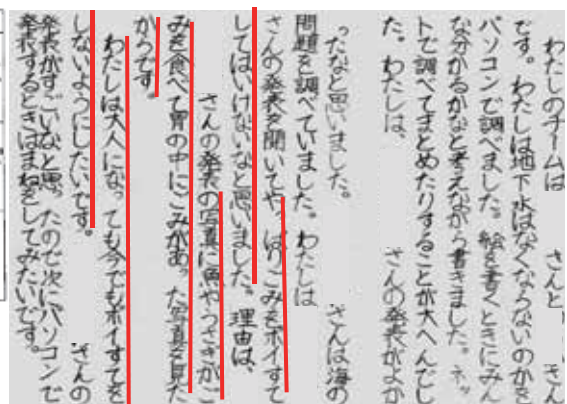 わたしのチームは　　　さんと、　　さん
です。わたしは地下水はなくならないのかを
パソコンで調べました。絵を書くときにみん
な分かるかなと考えながら書きました。ネッ
トで調べてまとめたりすることが大へんでし
た。わたしは、　　　　さんの発表がよか
ったなと思いました。　　　さんは海の
問題を調べていました。わたしは
さんの発表を聞いてやっぱりごみをポイすて
してはいけないなと思いました。理由は、
さんの発表の写真に魚やうさぎがご
みを食べて胃の中にごみがあった写真を見た
からです。
わたしは大人になっても今でもポイすてを
しないようにしたいです。　　　さんの
発表がすごいなと思ったので次にパソコンで
発表するときはまねをしてみたいです。